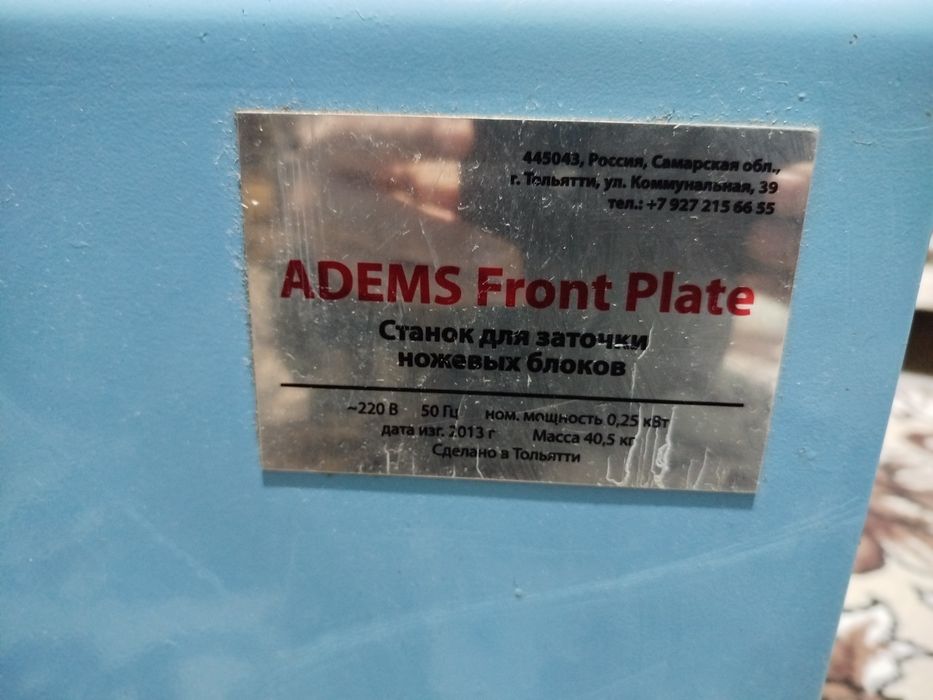 445043, Россия, Самарская обл.,
г. Тольятти, ул. Коммунальная, 39
тел.: +7 927 215 66 55
ADEMS Front Plate
Станок для заточки
ножевых блоков
~220 В 50 Гц ном. мощность 0,25 кВт
дата изг. 2013 г Масса 40,5 кг
Сделано в Тольятти